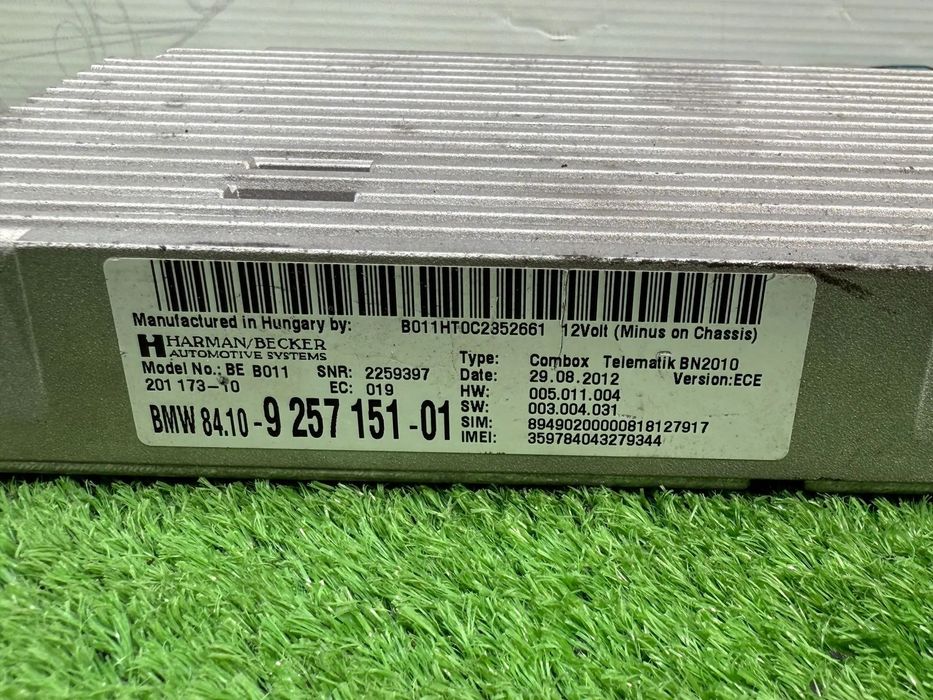 Manufactured in Hungary by: B011HT0C2352661 12Volt (Minus on Chassis)
HARMAN/BECKER
AUTOMOTIVE SYSTEMS
Model No.: BE B011 SNR: 2259397
201 173-10 EC: 019
BMW 84.10-9 257 151-01
Type: Combox Telematik BN2010
Date: 29.08.2012 Version:ECE
HW: 005.011.004
SW: 003.004.031
SIM: 89490200000818127917
IMEI: 359784043279344